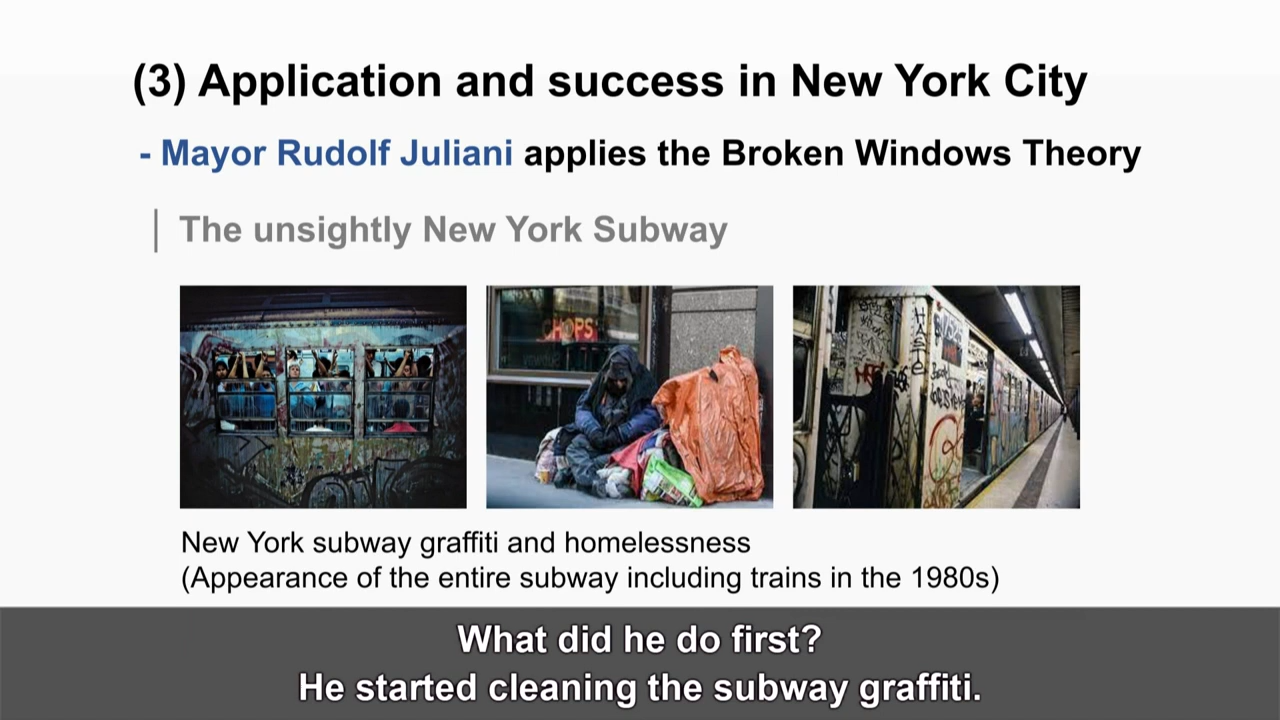 (3) Application and success in New York City
- Mayor Rudolf Juliani applies the Broken Windows Theory
The unsightly New York Subway
CHOPS
HASTE
New York subway graffiti and homelessness
(Appearance of the entire subway including trains in the 1980s)
What did he do first?
He started cleaning the subway graffiti.